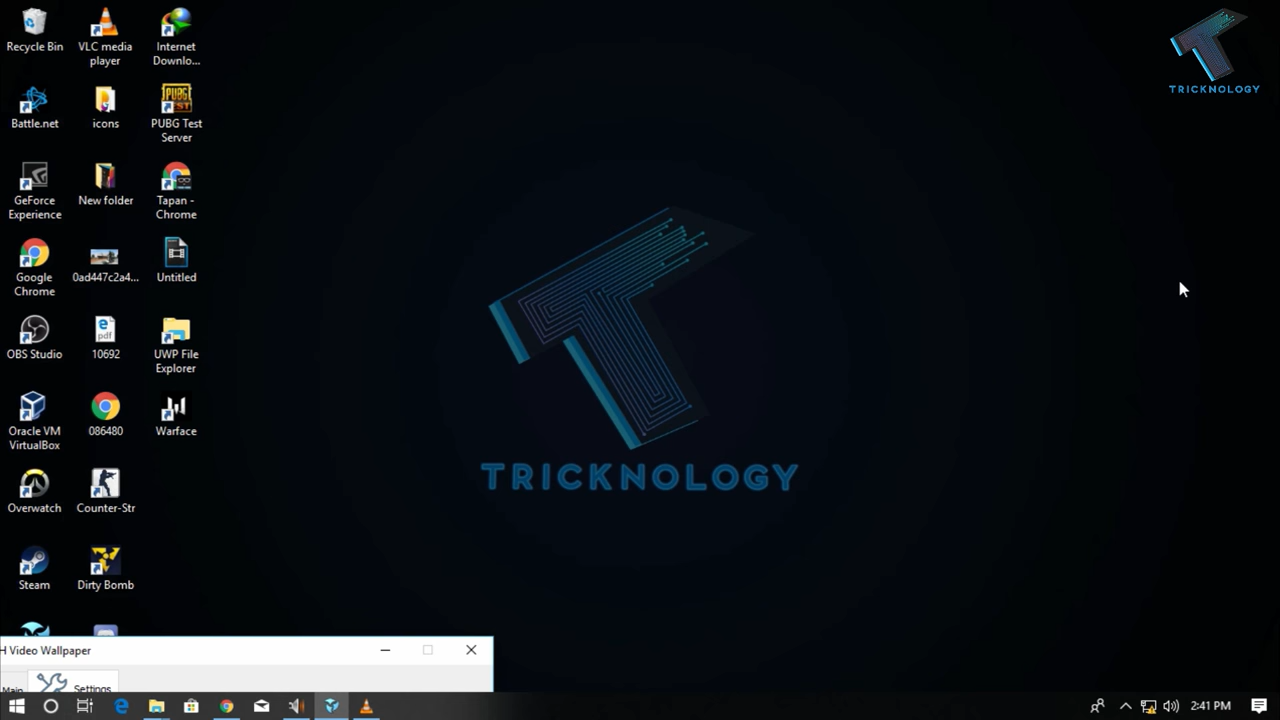 Recycle Bin
VLC media
player
Internet
Downlo...
TRICKNOLOGY
Battle.net
icons
PUBG Test
Server
GeForce
Experience
New folder
Tapan -
Chrome
Google
Chrome
0ad447c2a4...
Untitled
OBS Studio
10692
UWP File
Explorer
Oracle VM
VirtualBox
086480
Warface
TRICKNOLOGY
Overwatch
Counter-Str
Steam
Dirty Bomb
H Video Wallpaper
Main
Settings
2:41 PM